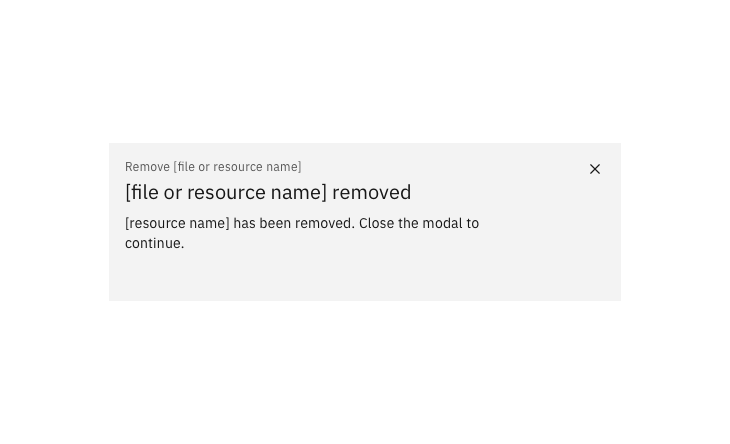 Remove [file or resource name]
[file or resource name] removed
[resource name] has been removed. Close the modal to
continue.